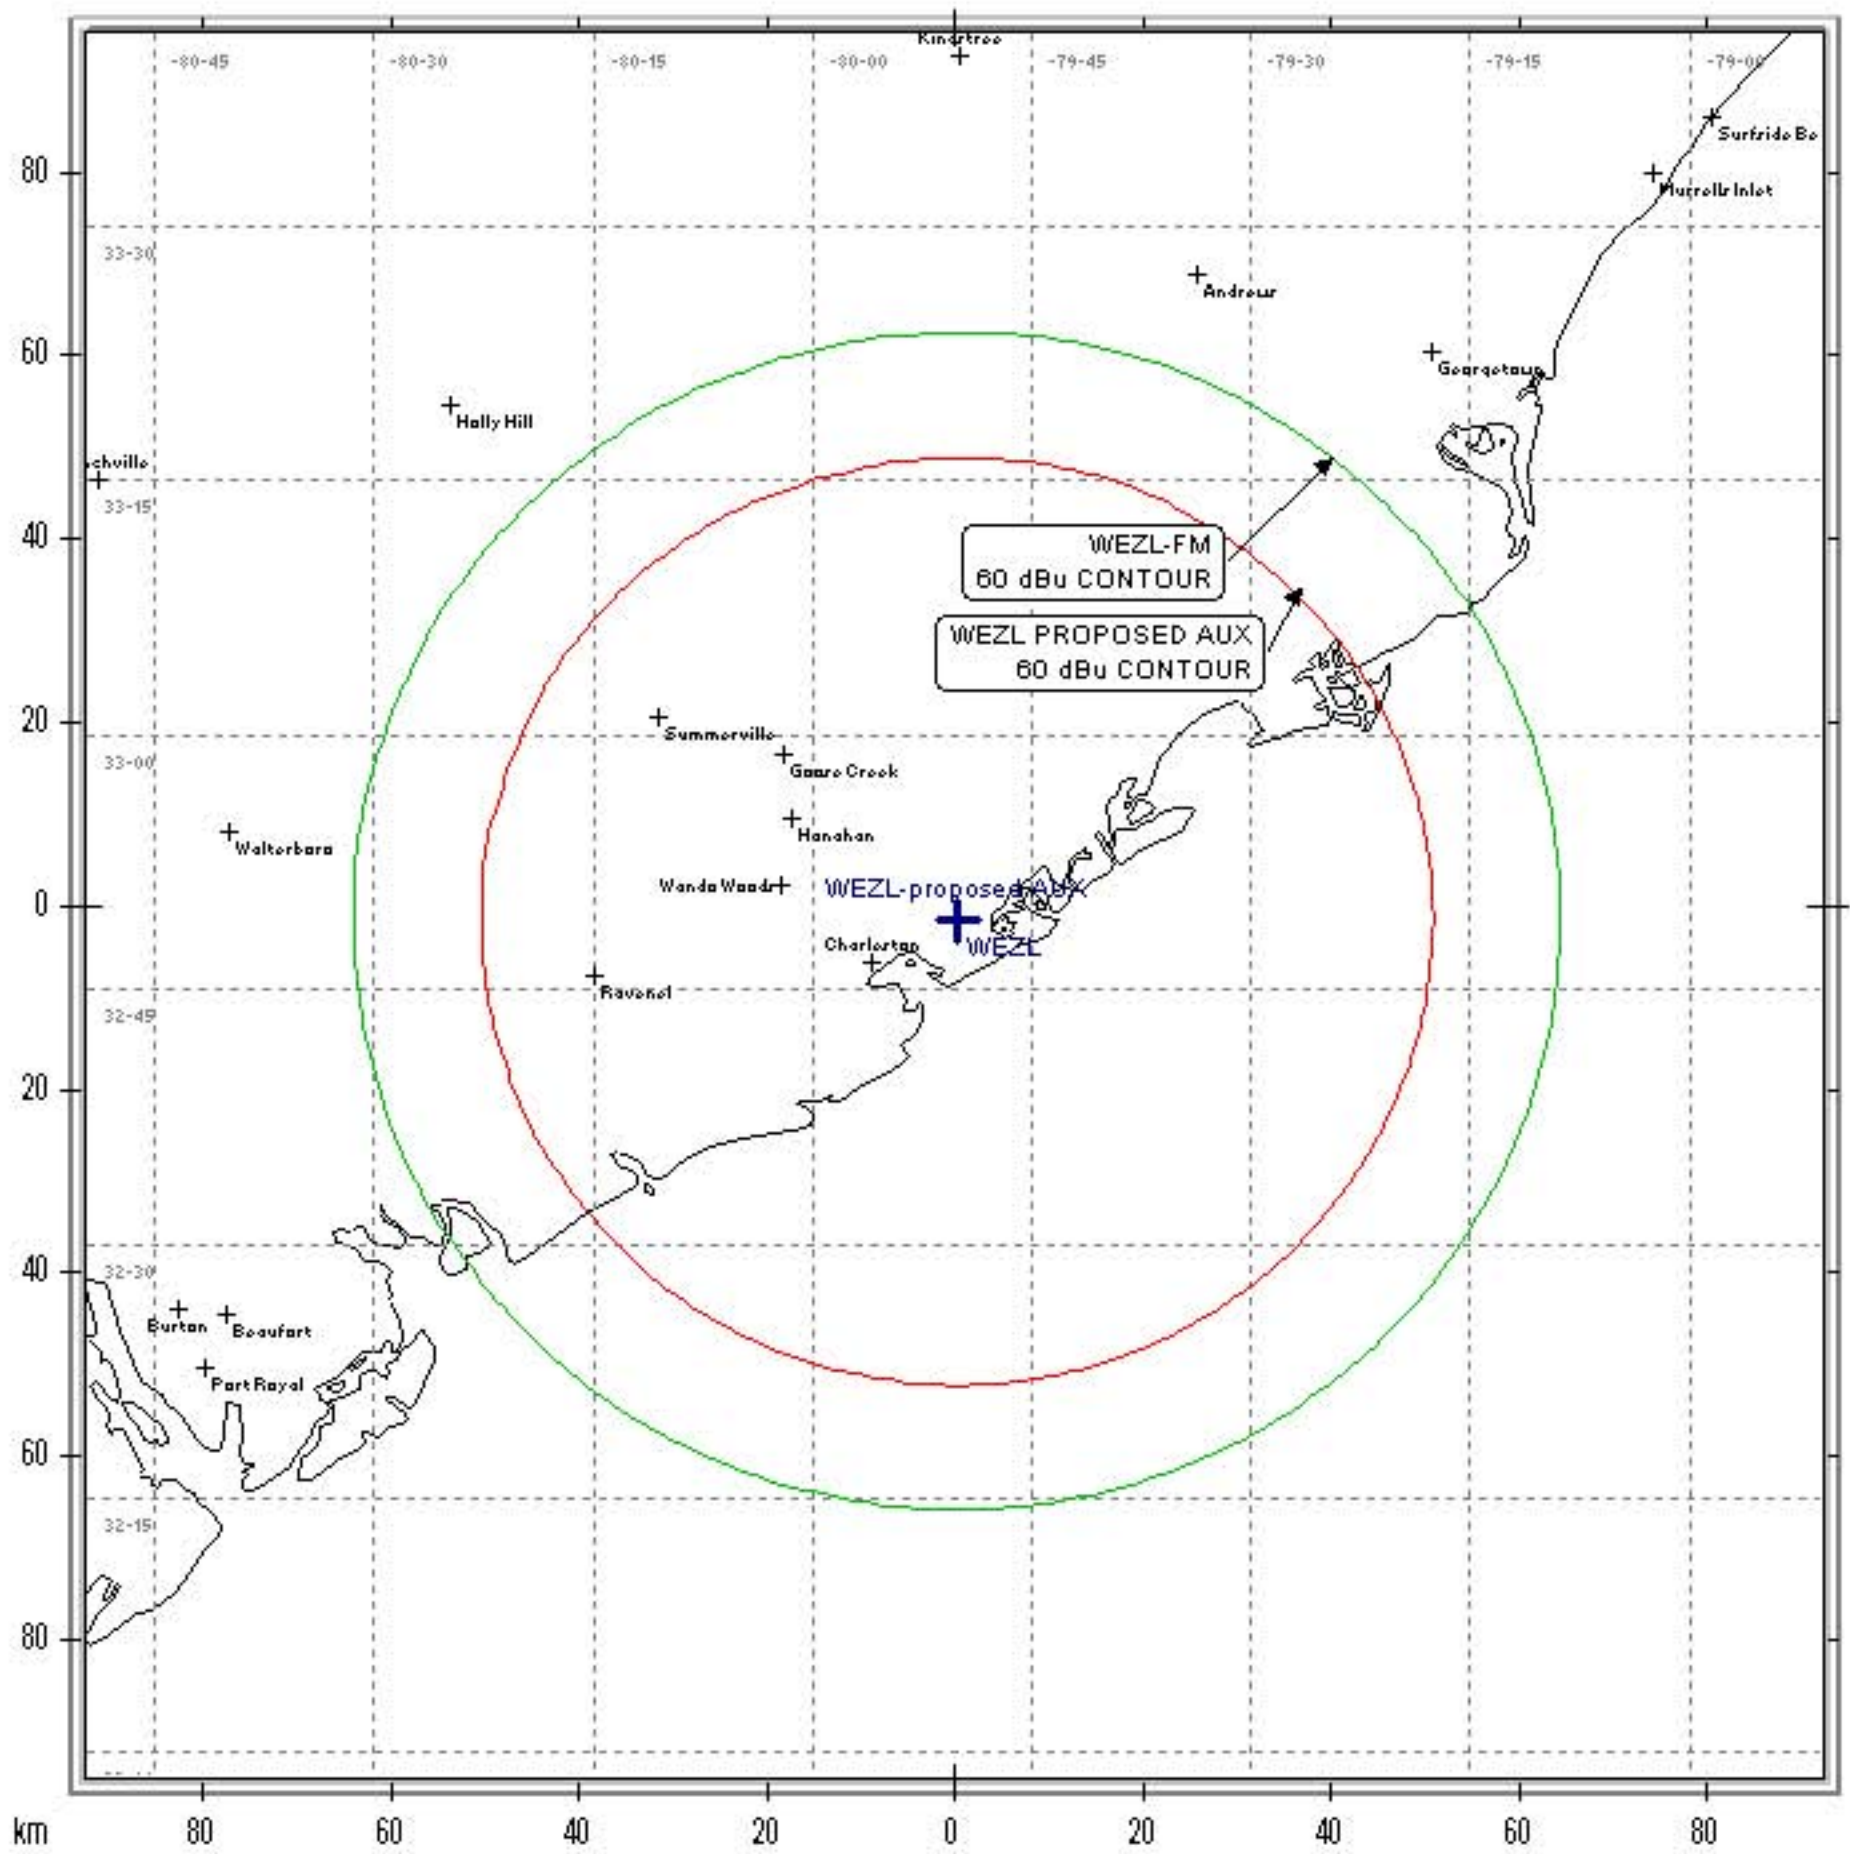 Kingstree
-80-45 -80-30 -80-15 -80-00 -79-45 -79-30 -79-15 -79-00
Surfside Be
80
Murrells Inlet
33-30
Andrews
60
Georgetown
Holly Hill
chville
33-15
40
WEZL-FM
60 dBu CONTOUR
WEZL PROPOSED AUX
60 dBu CONTOUR
20
Summerville
33-00
Goose Creek
Hanahan
Walterboro
0
Wando Woods
WEZL-proposed AUX
Charleston
WEZL
Ravenel
32-45
20
40
32-30
Burton
Beaufort
Port Royal
60
32-15
80
km 80 60 40 20 0 20 40 60 80